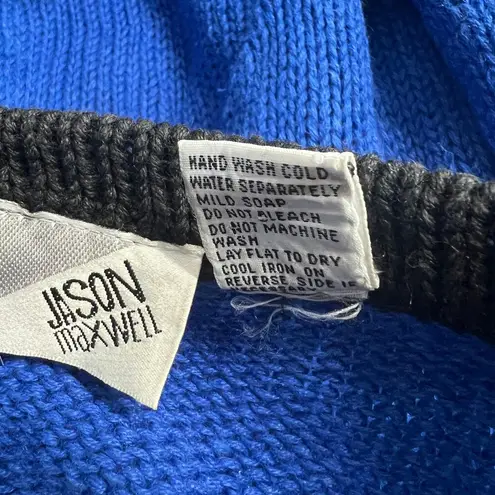 HAND WASH COLD
WATER SEPARATELY
MILD SOAP
DO NOT BLEACH
DO NOT MACHINE
WASH
LAY FLAT TO DRY
COOL IRON ON
REVERSE SIDE IF
NECESSARY
JASON
maxWELL